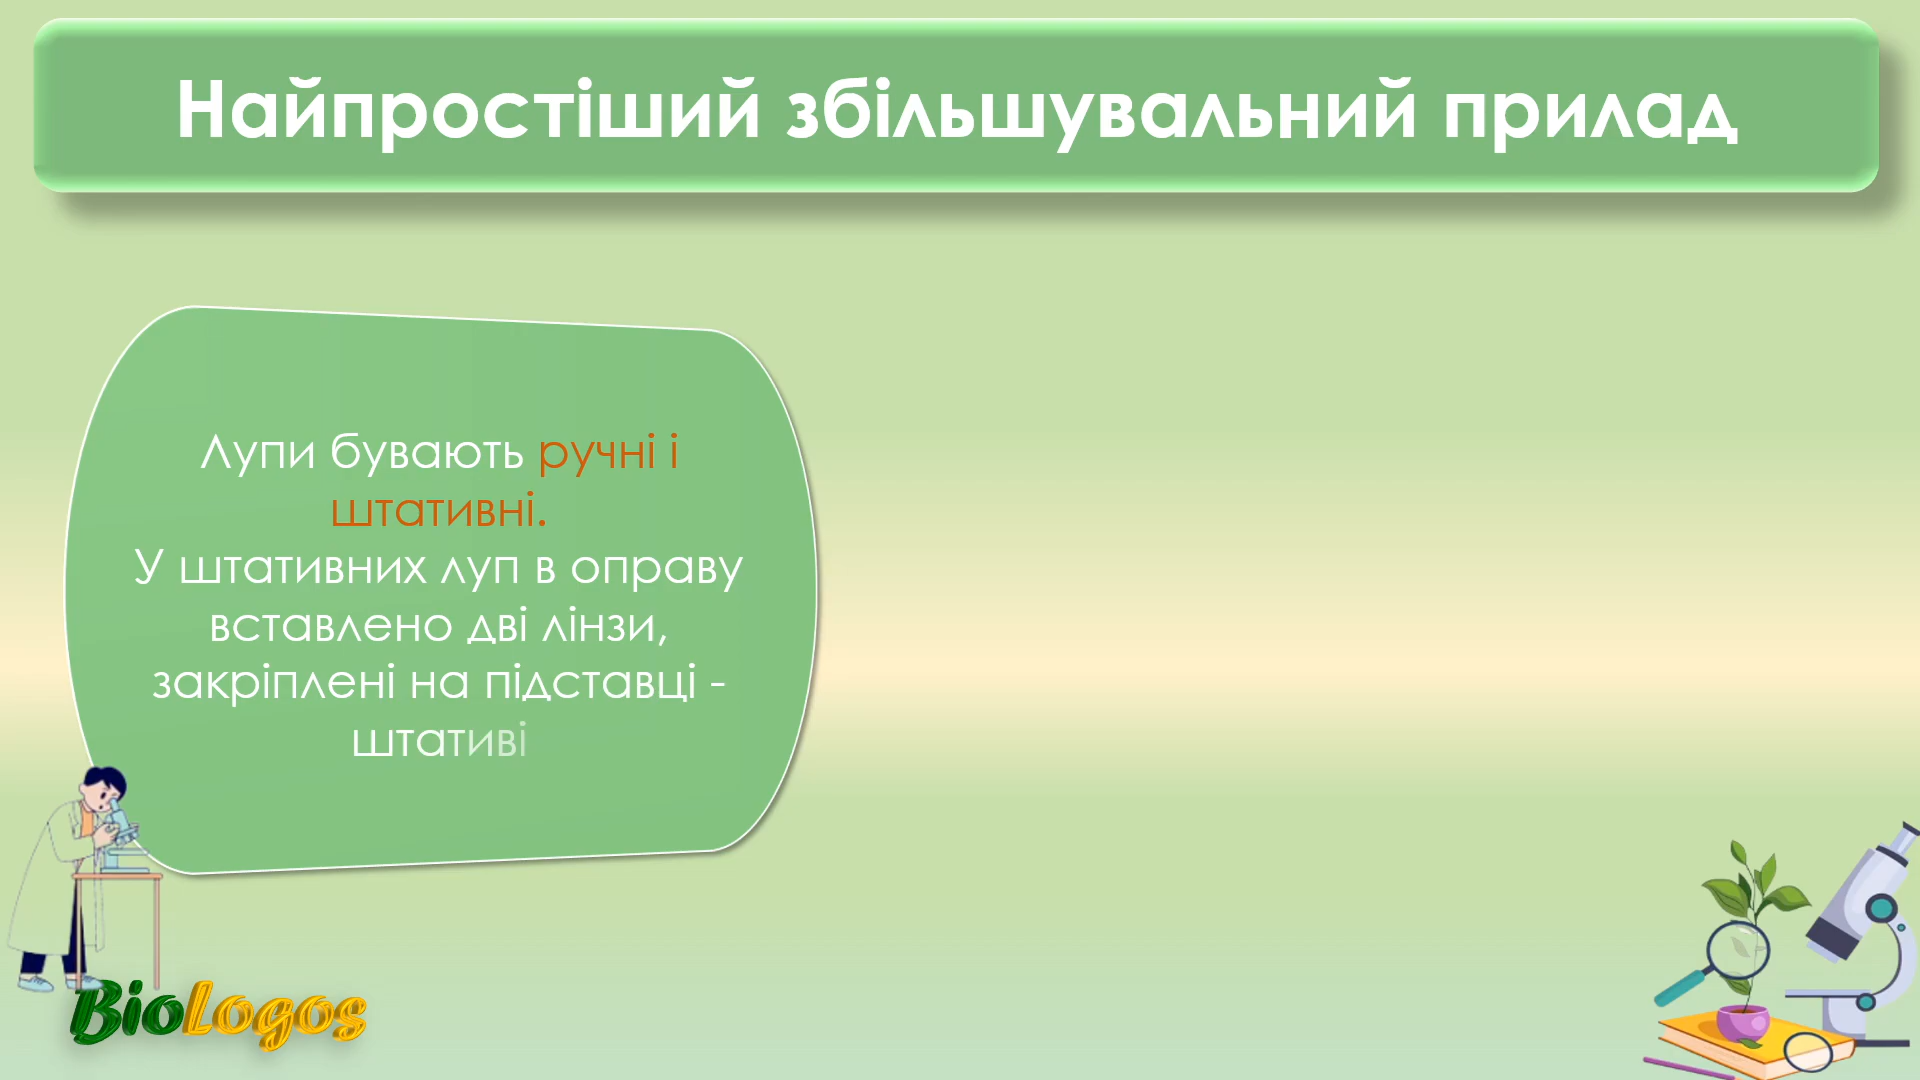 Найпростіший збільшувальний прилад
Лупи бувають ручні і
штативні.
У штативних луп в оправу
вставлено дві лінзи,
закріплені на підставці -
штативі
BioLogos